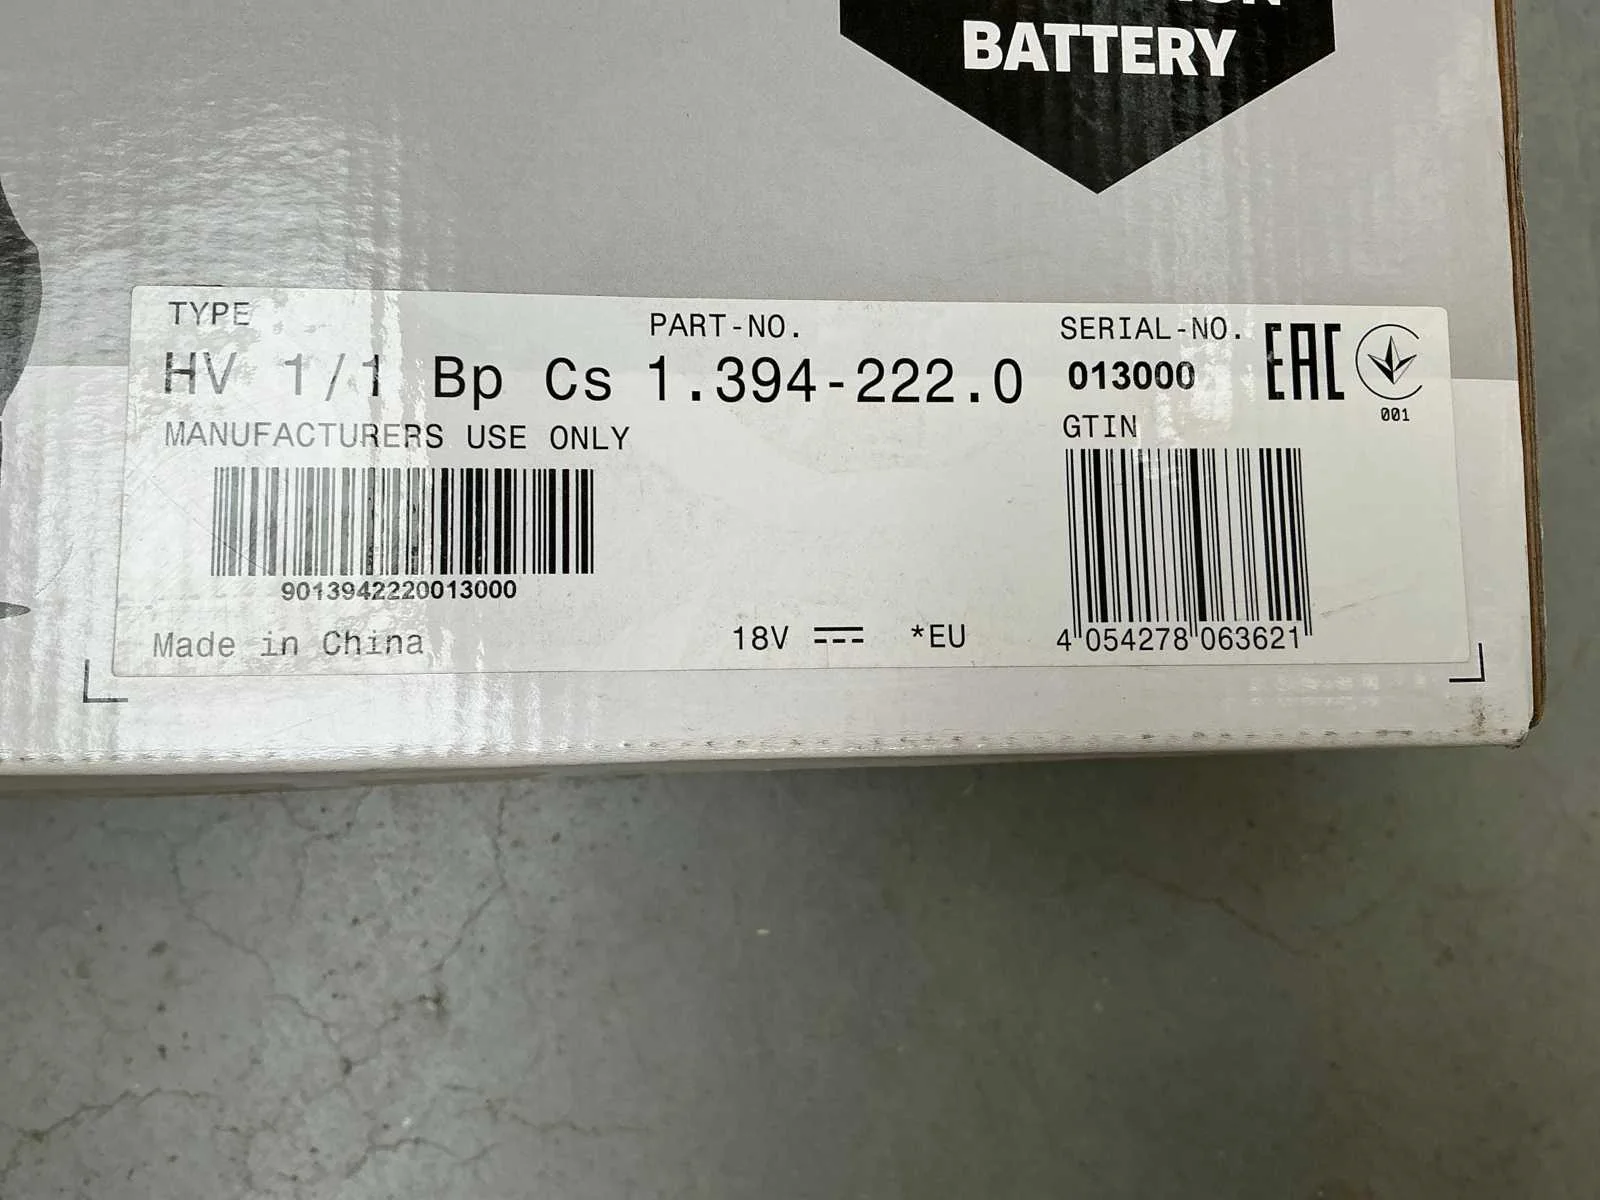 BATTERY
TYPE
PART-NO.
SERIAL-NO.
HV 1/1 Bp Cs
1.394-222.0
013000
EAC
001
MANUFACTURERS USE ONLY
GTIN
9013942220013000
Made in China
18V
*EU
4 054278 063621